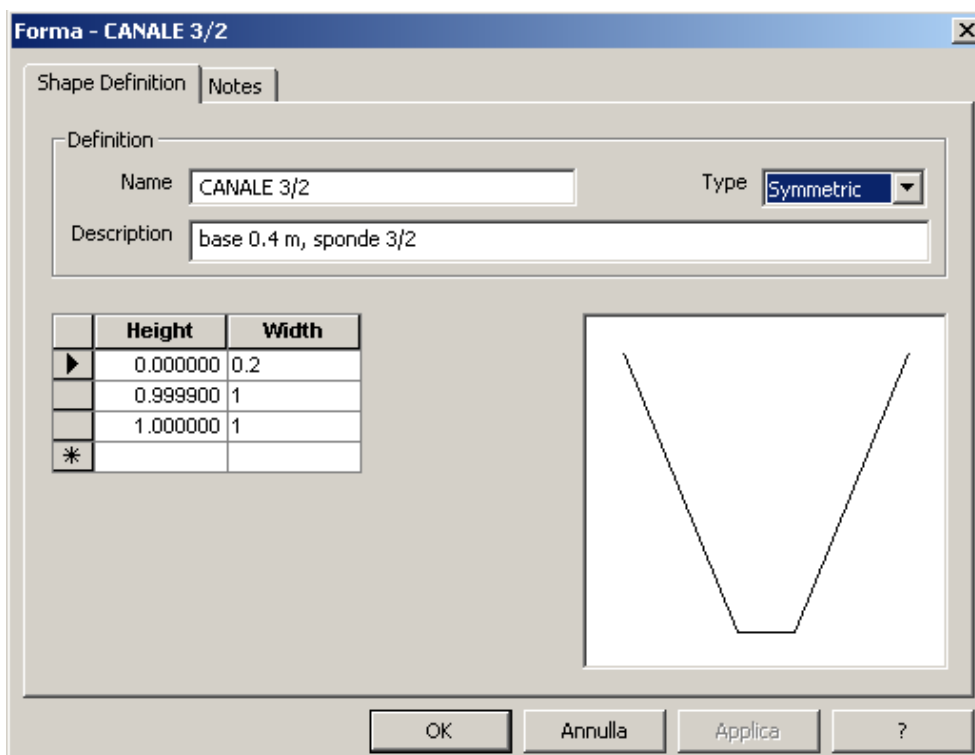 Forma - CANALE 3/2
Shape Definition Notes
Definition
Name CANALE 3/2 Type Symmetric
Description base 0.4 m, sponde 3/2
Height Width
0.000000 0.2
0.999900 1
1.000000 1
*
OK Annulla Applica ?